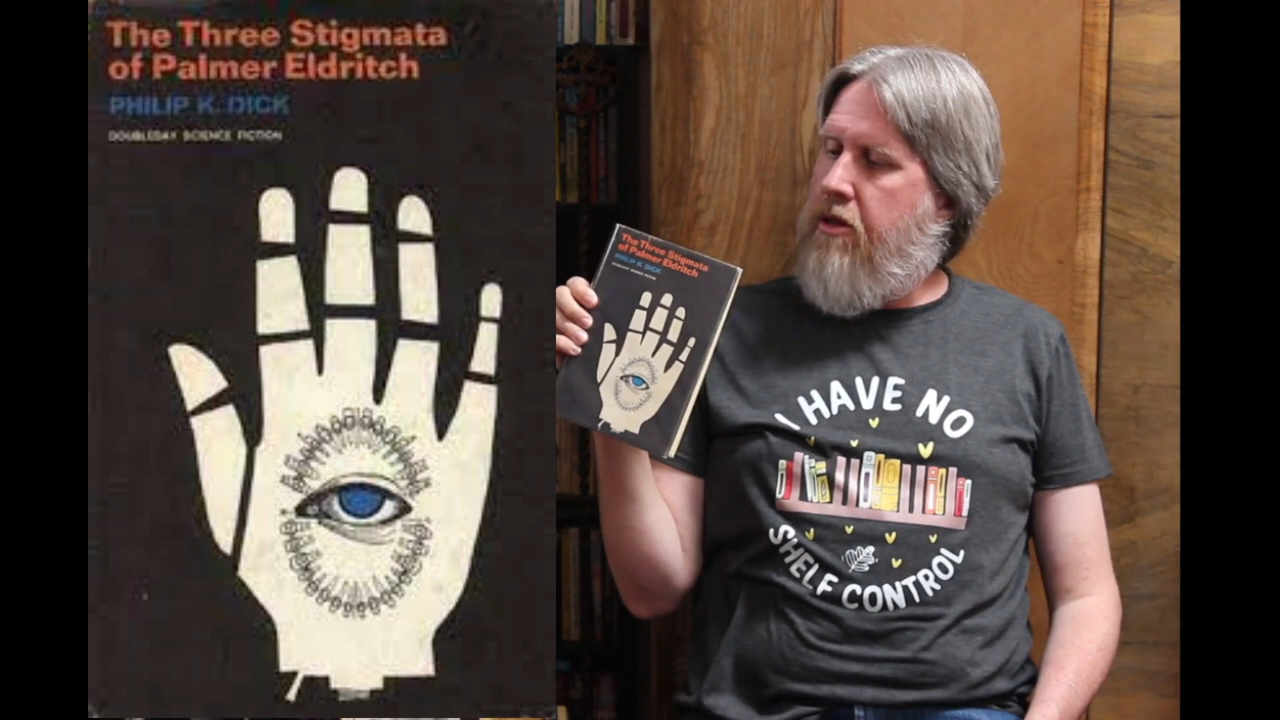 The Three Stigmata
of Palmer Eldritch
PHILIP K. DICK
DOUBLEDAY SCIENCE FICTION
The Three Stigmata
of Palmer Eldritch
PHILIP K. DICK
I HAVE NO
SHELF CONTROL